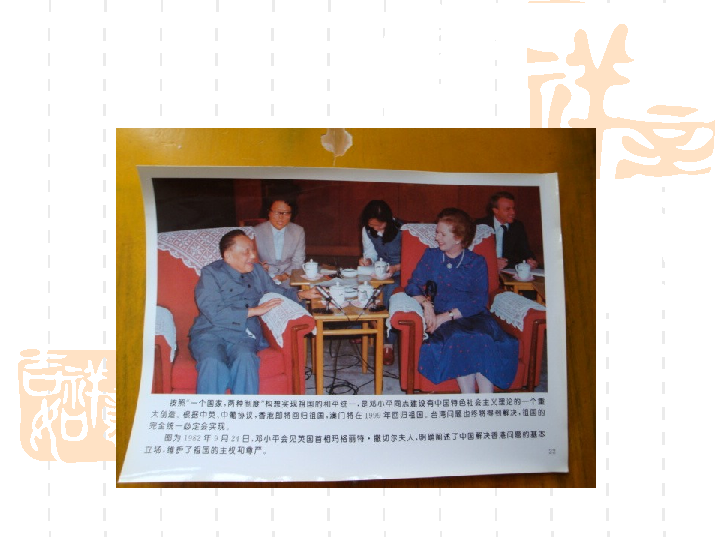 按照“一个国家，两种制度”构想实现祖国的和平统一，是邓小平同志建设有中国特色社会主义理论的一个重
大创造。根据中英、中葡协议，香港即将回归祖国，澳门将在1999年回归祖国。台湾问题也终将得到解决，祖国的
完全统一必定会实现。
图为1982年9月24日，邓小平会见英国首相玛格丽特·撒切尔夫人，明确阐述了中国解决香港问题的基本
立场，维护了祖国的主权和尊严。